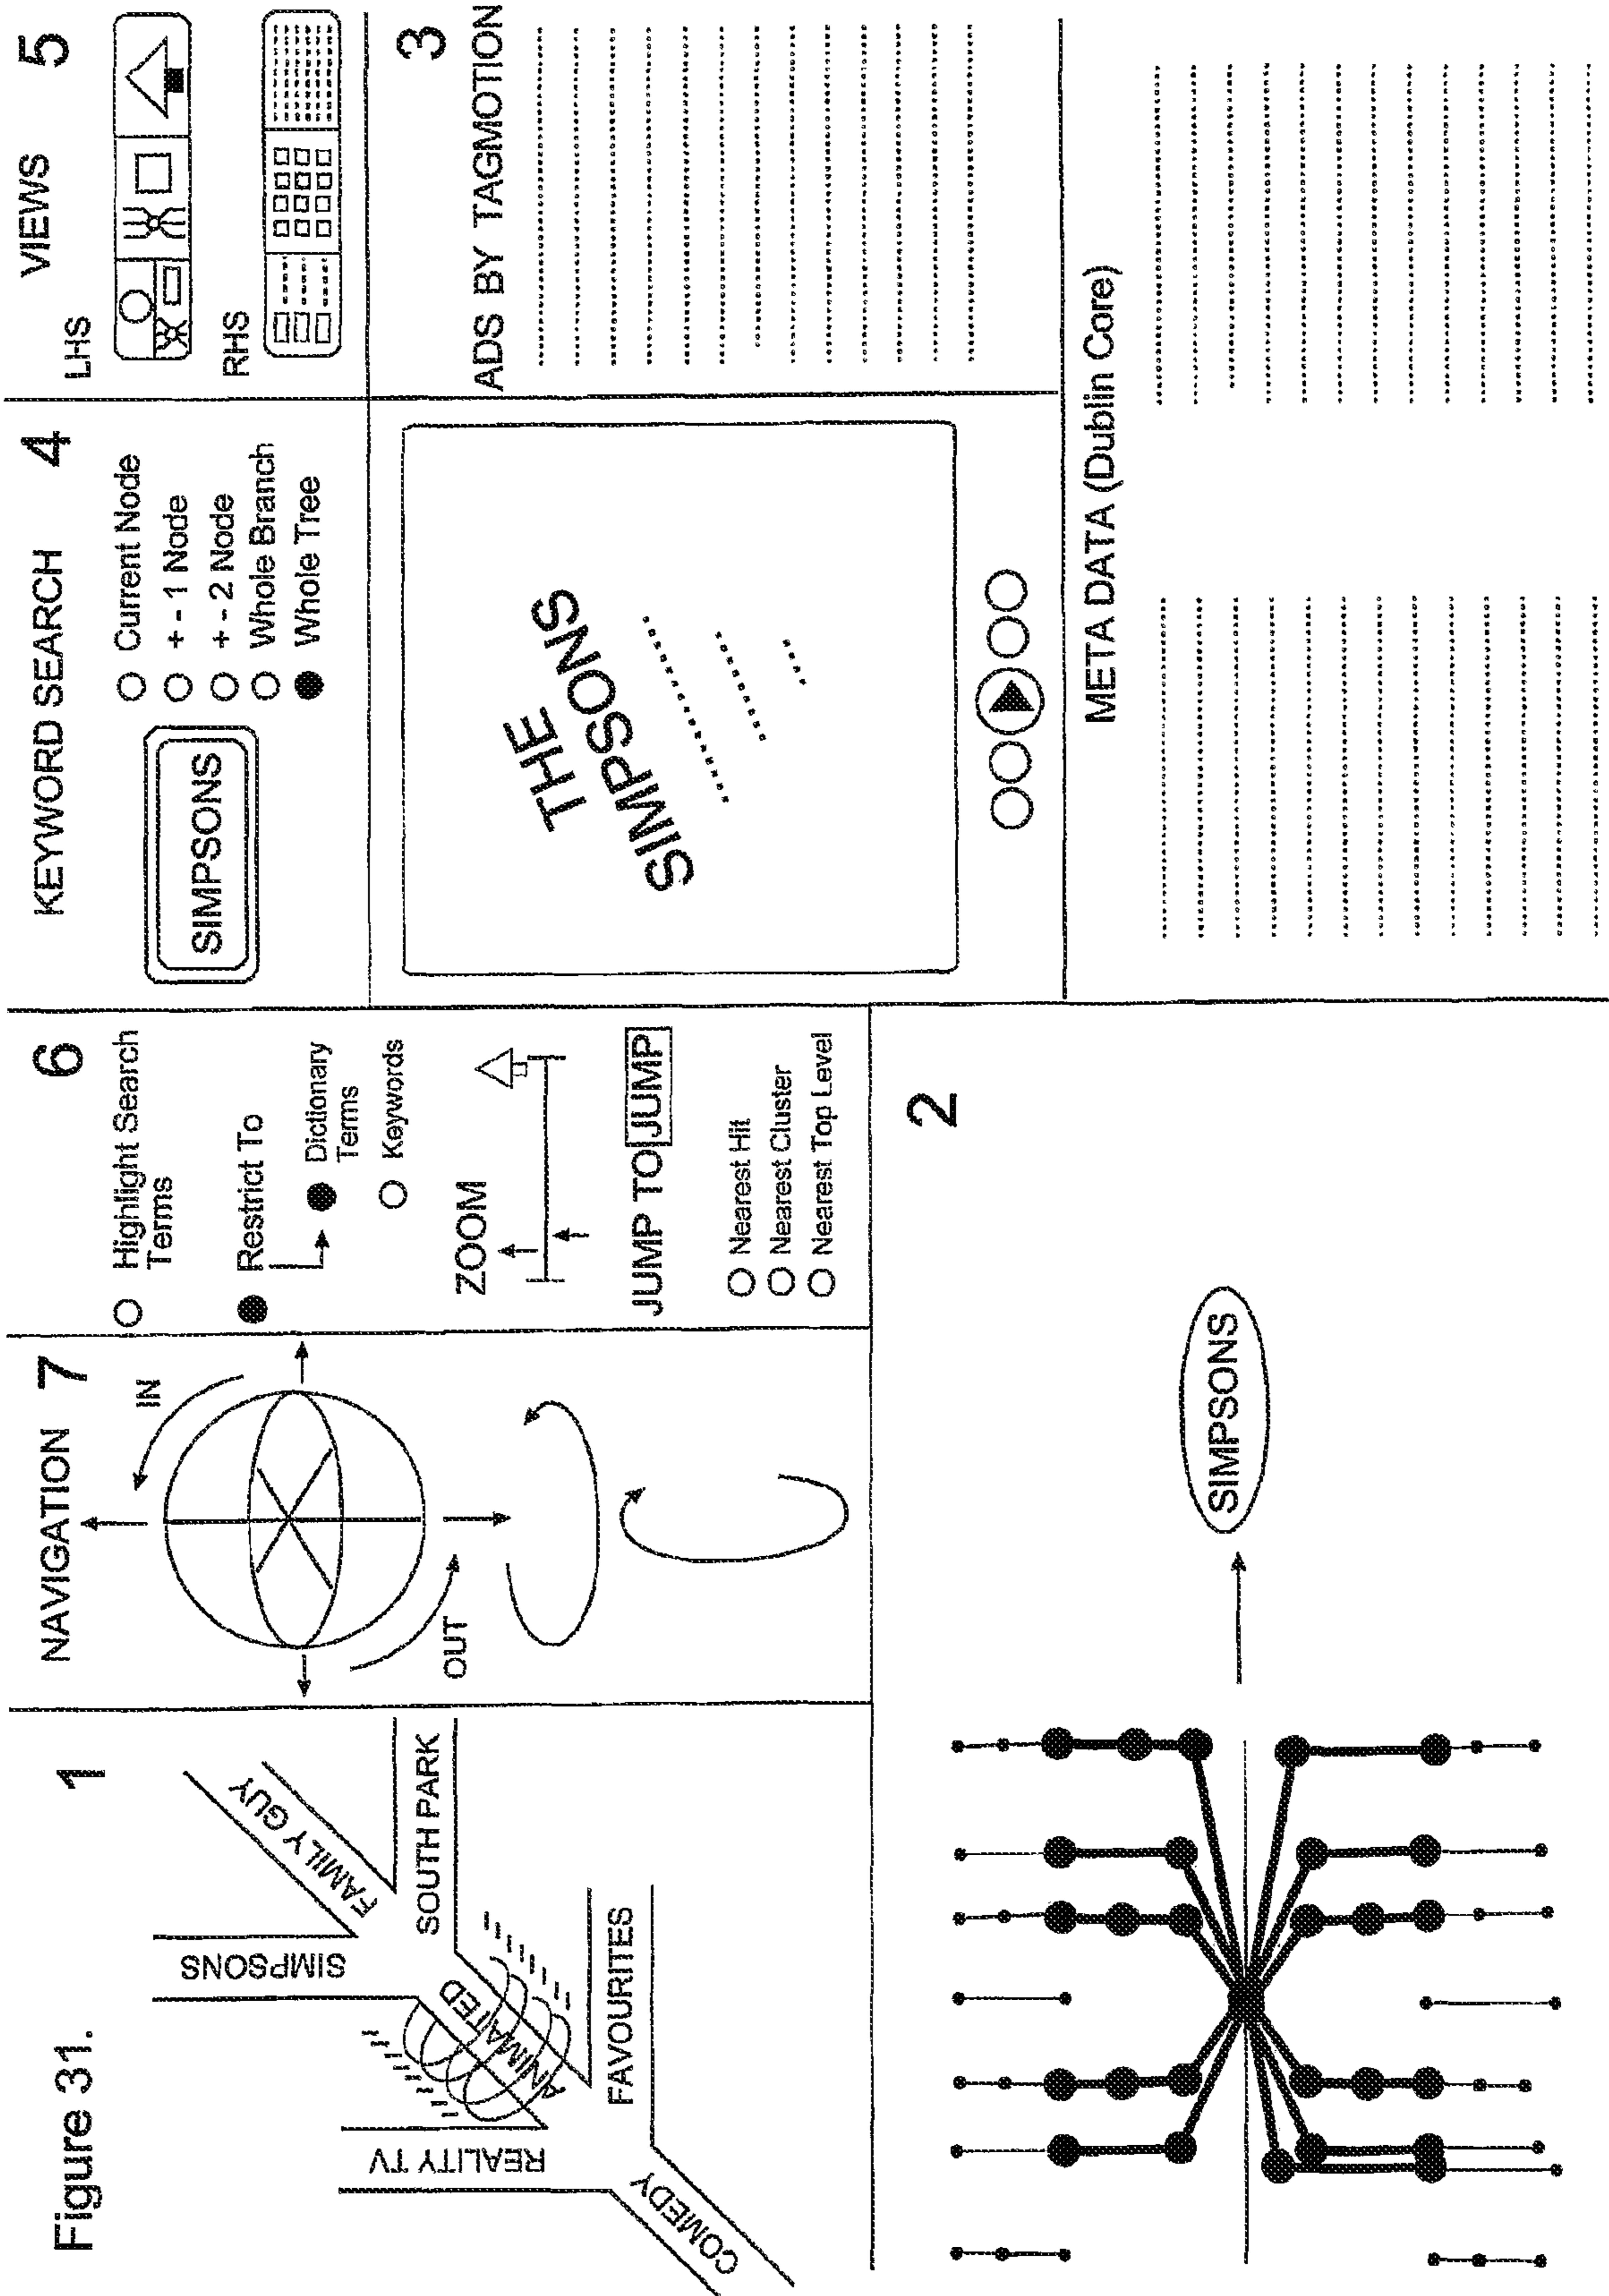 Figure 31.
1
SIMPSONS
FAMILY GUY
SOUTH PARK
ANIMATED
REALITY TV
FAVOURITES
COMEDY
NAVIGATION 7
IN
OUT
6
Highlight Search
Terms
Restrict To
Dictionary
Terms
Keywords
ZOOM
JUMP TO JUMP
Nearest Hit
Nearest Cluster
Nearest Top Level
KEYWORD SEARCH 4
SIMPSONS
Current Node
+ - 1 Node
+ - 2 Node
Whole Branch
Whole Tree
VIEWS 5
LHS
RHS
THE
SIMPSONS
3
ADS BY TAGMOTION
2
SIMPSONS
META DATA (Dublin Core)